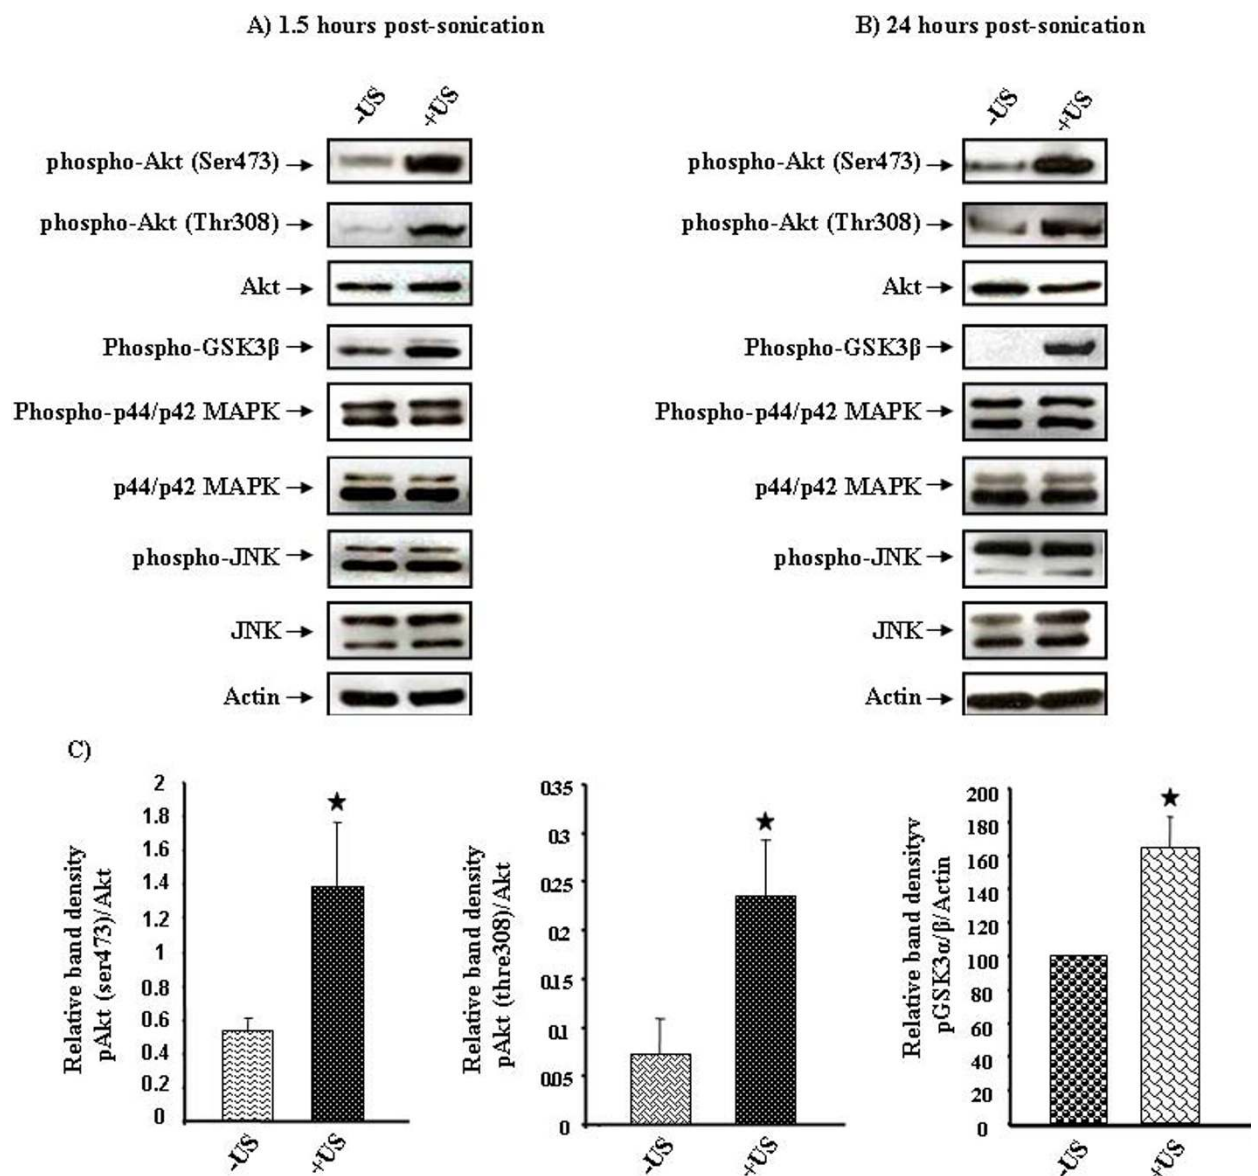 A) 1.5 hours post-sonication
-US
+US
phospho-Akt (Ser473)
phospho-Akt (Thr308)
Akt
Phospho-GSK3β
Phospho-p44/p42 MAPK
p44/p42 MAPK
phospho-JNK
JNK
Actin
B) 24 hours post-sonication
-US
+US
phospho-Akt (Ser473)
phospho-Akt (Thr308)
Akt
Phospho-GSK3β
Phospho-p44/p42 MAPK
p44/p42 MAPK
phospho-JNK
JNK
Actin
C)
Relative band density
pAkt (ser473)/Akt
2
1.8
1.6
1.4
1.2
1
0.8
0.6
0.4
0.2
0
-US
+US
Relative band density
pAkt (thre308)/Akt
0.35
0.3
0.25
0.2
0.15
0.1
0.05
0
-US
+US
Relative band densityv
pGSK3α/β/Actin
200
180
160
140
120
100
80
60
40
20
0
-US
+US